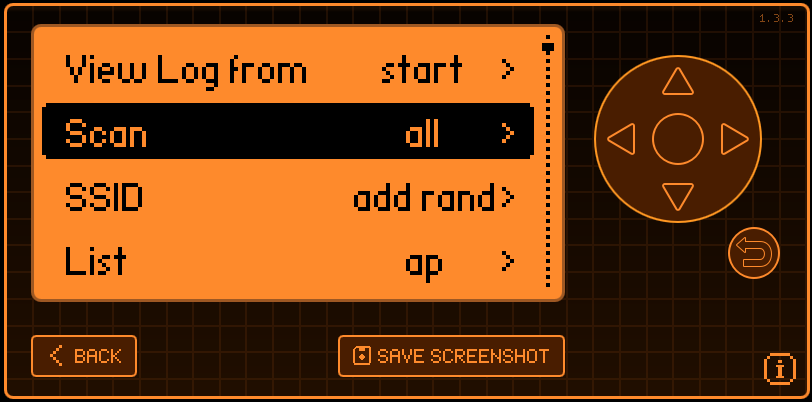 1.3.3
View Log from start >
Scan all >
SSID add rand>
List ap >
BACK
SAVE SCREENSHOT
i